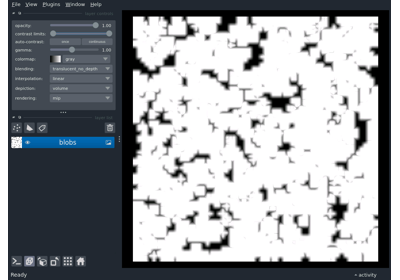 File View Plugins Window Help
opacity: 1.00
contrast limits:
auto-contrast: once continuous
gamma: 1.00
colormap: gray
blending: translucent_no_depth
interpolation: linear
depiction: volume
rendering: mip
blobs
Ready
activity